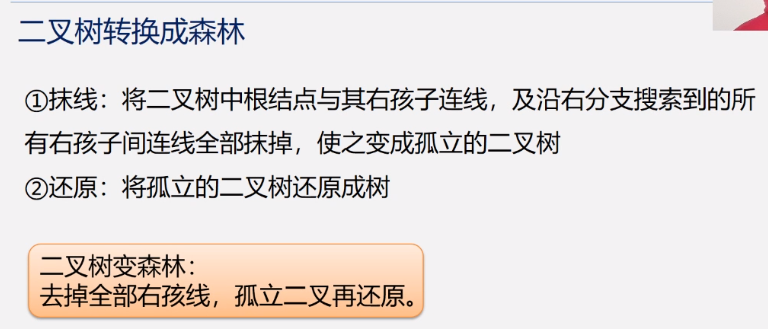 二叉树转换成森林
①抹线：将二叉树中根结点与其右孩子连线，及沿右分支搜索到的所
有右孩子间连线全部抹掉，使之变成孤立的二叉树
②还原：将孤立的二叉树还原成树
二叉树变森林：
去掉全部右孩线，孤立二叉再还原。